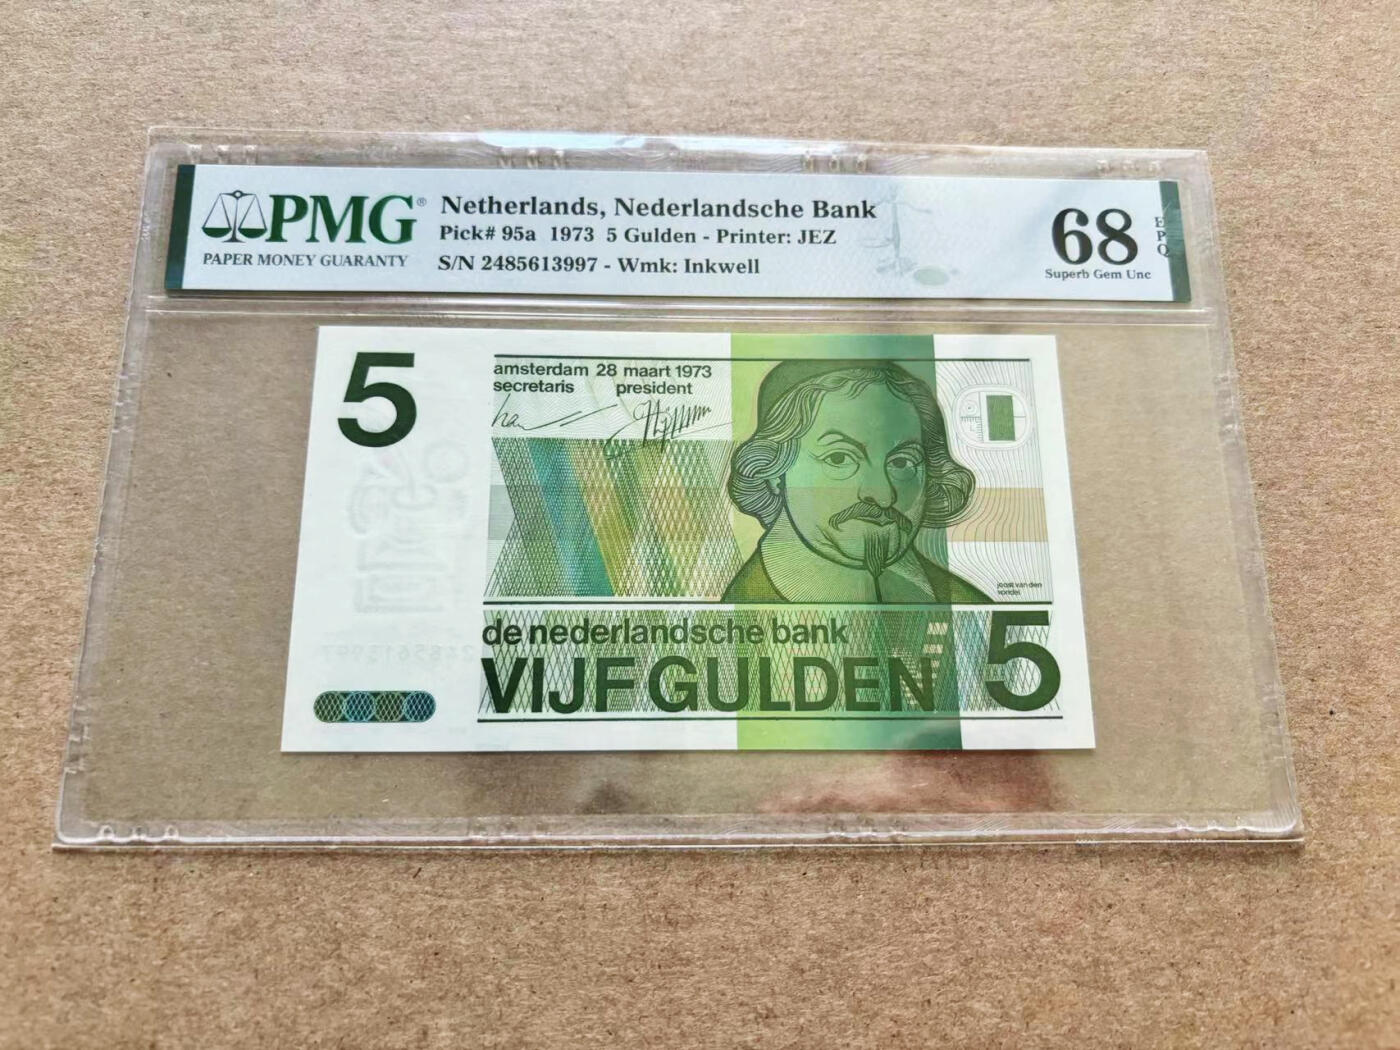 PMG®
PAPER MONEY GUARANTY
Netherlands, Nederlandsche Bank
Pick# 95a 1973 5 Gulden - Printer: JEZ
S/N 2485613997 - Wmk: Inkwell
68 EPQ
Superb Gem Unc
5
amsterdam 28 maart 1973
secretaris president
joost van den
vondel
de nederlandsche bank
VIJF GULDEN 5